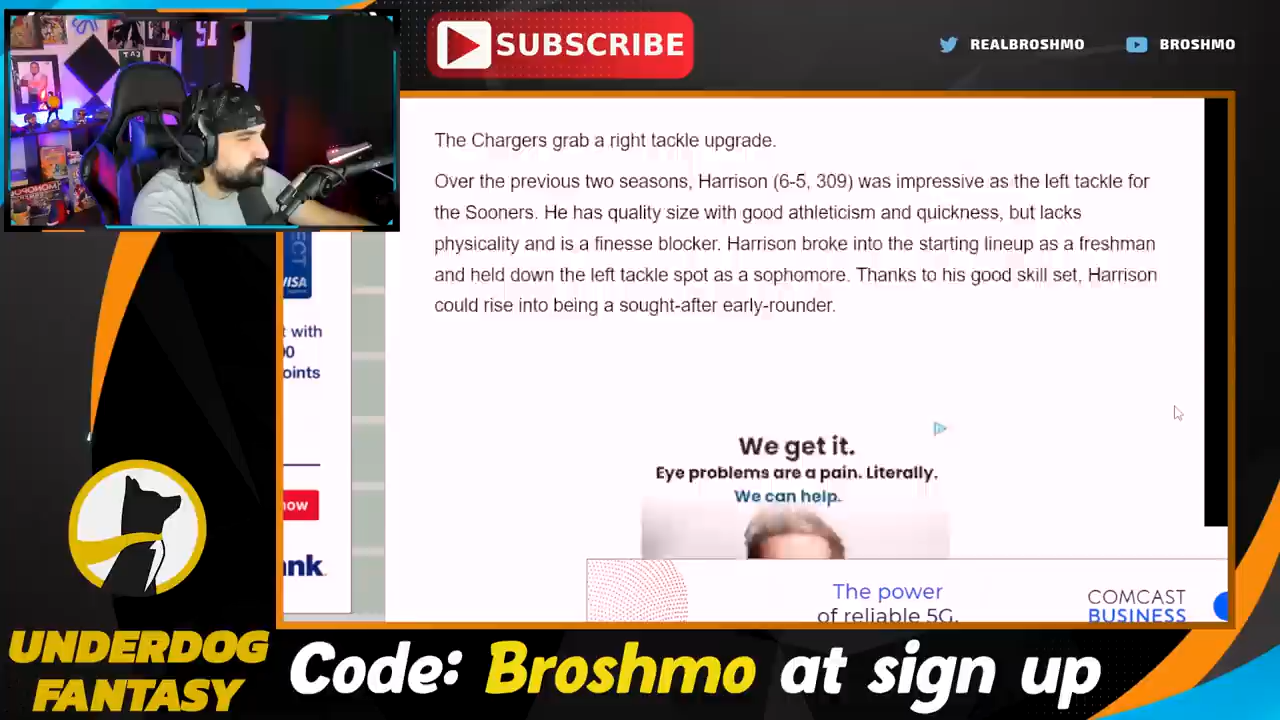 SUBSCRIBE
REALBROSHMO
BROSHMO
The Chargers grab a right tackle upgrade.
Over the previous two seasons, Harrison (6-5, 309) was impressive as the left tackle for
the Sooners. He has quality size with good athleticism and quickness, but lacks
physicality and is a finesse blocker. Harrison broke into the starting lineup as a freshman
and held down the left tackle spot as a sophomore. Thanks to his good skill set, Harrison
could rise into being a sought-after early-rounder.
VISA
t with
oints
ow
nk.
We get it.
Eye problems are a pain. Literally.
We can help.
The power
of reliable 5G.
COMCAST
BUSINESS
UNDERDOG
FANTASY
Code: Broshmo at sign up